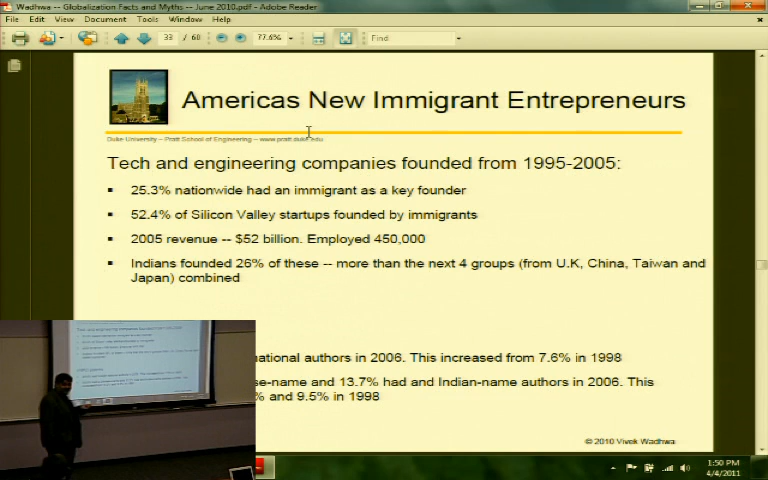 Wadhwa -- Globalization Facts and Myths -- June 2010.pdf - Adobe Reader
File Edit View Document Tools Window Help
33 / 60 77.6% Find
Americas New Immigrant Entrepreneurs
Duke University – Pratt School of Engineering – www.pratt.duke.edu
Tech and engineering companies founded from 1995-2005:
25.3% nationwide had an immigrant as a key founder
52.4% of Silicon Valley startups founded by immigrants
2005 revenue -- $52 billion. Employed 450,000
Indians founded 26% of these -- more than the next 4 groups (from U.K, China, Taiwan and
Japan) combined
national authors in 2006. This increased from 7.6% in 1998
se-name and 13.7% had and Indian-name authors in 2006. This
% and 9.5% in 1998
© 2010 Vivek Wadhwa
1:50 PM
4/4/2011